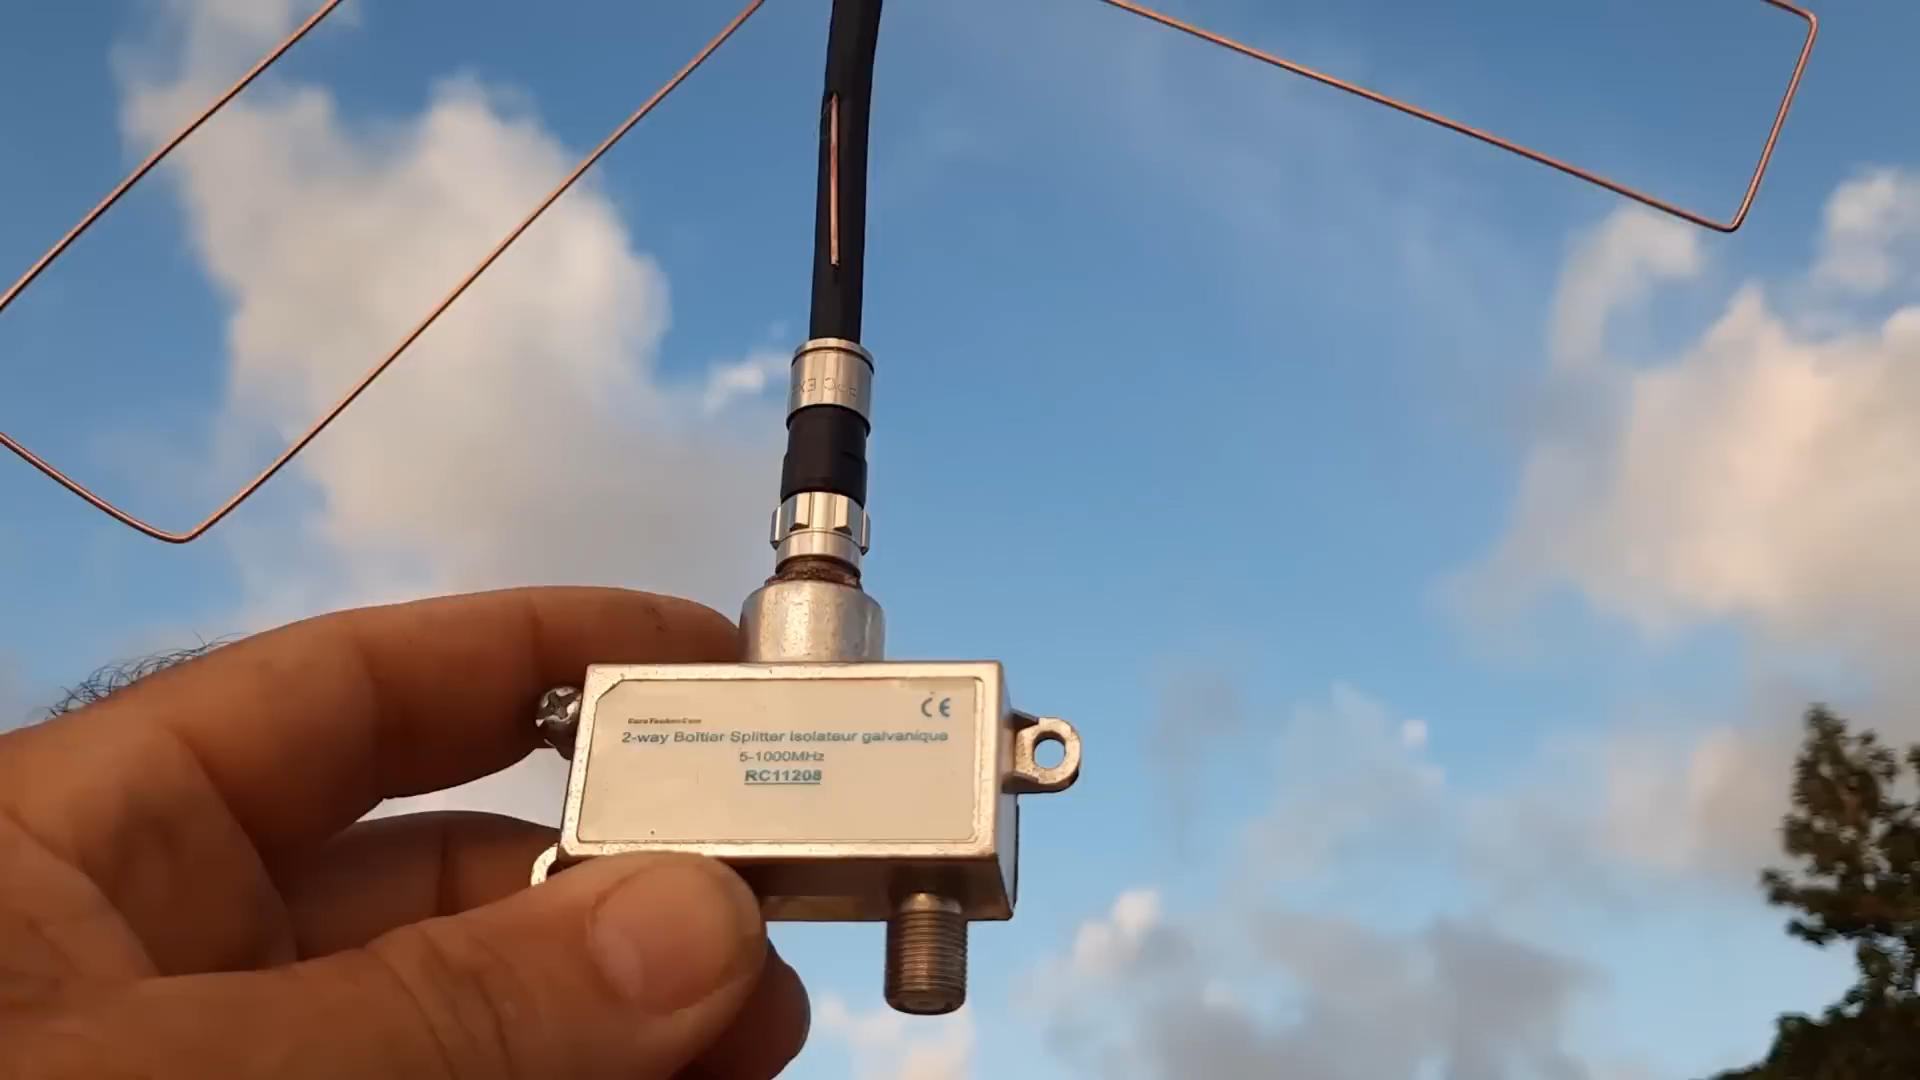 CE
2-way Boîtier Splitter Isolateur galvanique
5-1000MHz
RC11208